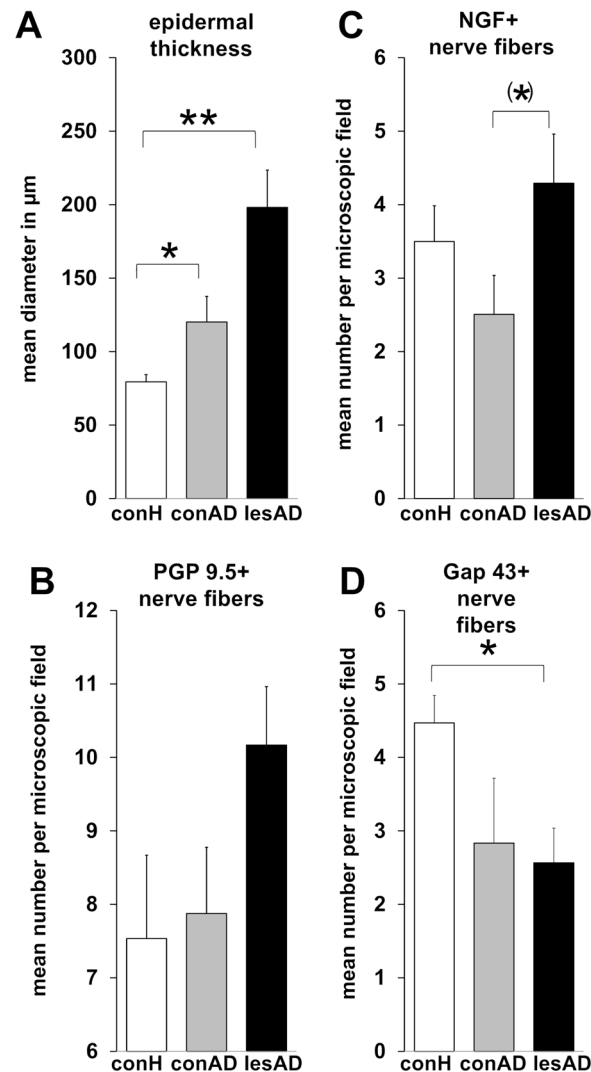 A
epidermal
thickness
300
250
200
150
100
50
0
mean diameter in µm
**
*
conH conAD lesAD
C
NGF+
nerve fibers
6
5
4
3
2
1
0
mean number per microscopic field
(*)
conH conAD lesAD
B
PGP 9.5+
nerve fibers
12
11
10
9
8
7
6
mean number per microscopic field
conH conAD lesAD
D
Gap 43+
nerve
fibers
6
5
4
3
2
1
0
mean number per microscopic field
*
conH conAD lesAD